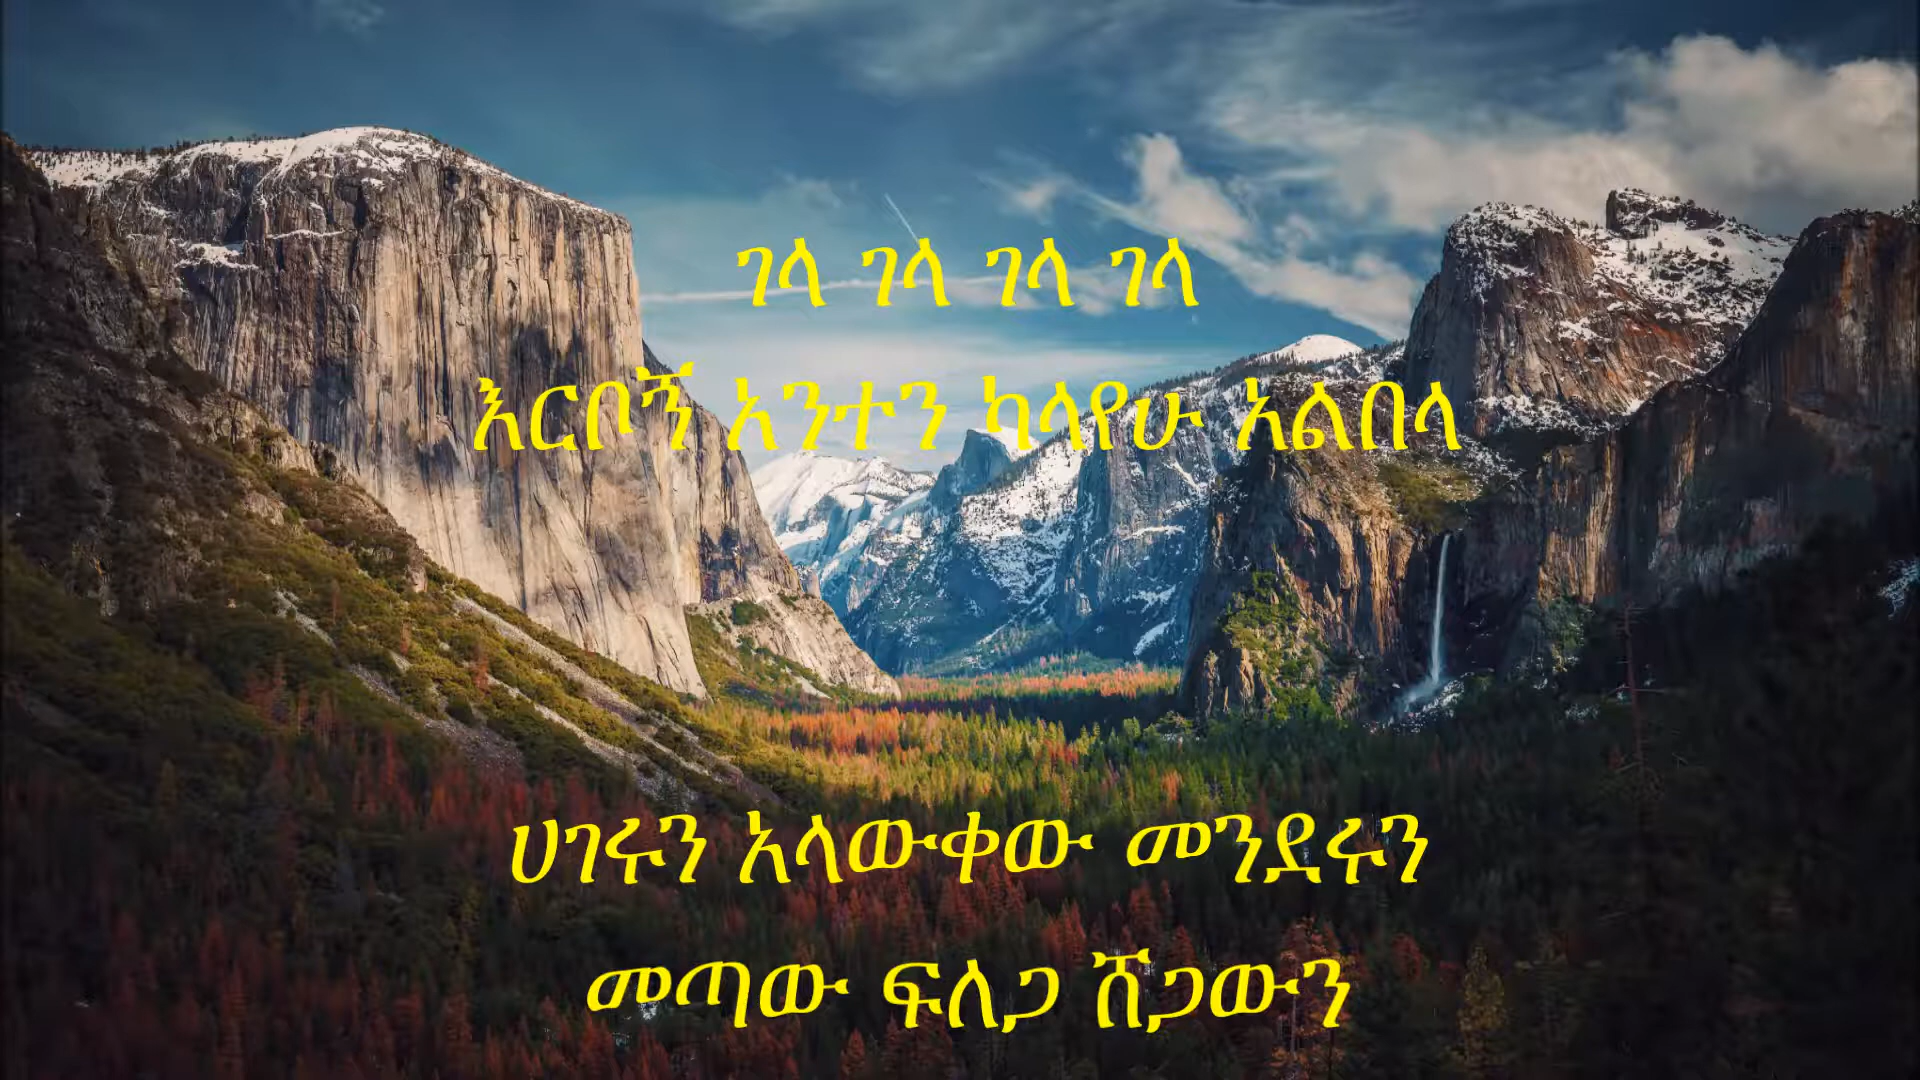 ገላ ገላ ገላ ገላ
እርቦኝ አንተን ካላየሁ አልበላ
ሀገሩን አላውቀው መንደሩን
መጣው ፍለጋ ሸጋውን